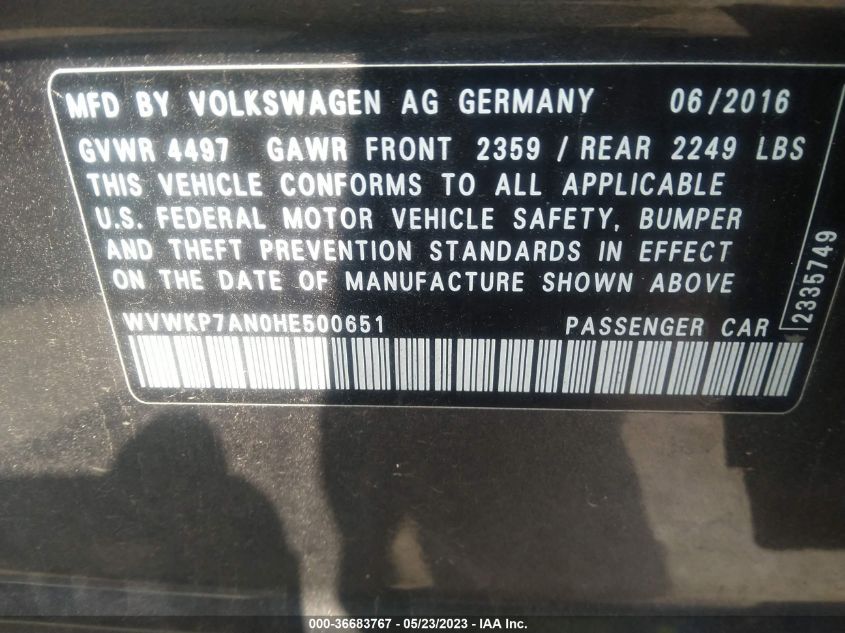 MFD BY VOLKSWAGEN AG GERMANY 06/2016
GVWR 4497 GAWR FRONT 2359 / REAR 2249 LBS
THIS VEHICLE CONFORMS TO ALL APPLICABLE
U.S. FEDERAL MOTOR VEHICLE SAFETY, BUMPER
AND THEFT PREVENTION STANDARDS IN EFFECT
ON THE DATE OF MANUFACTURE SHOWN ABOVE
WVWKP7AN0HE500651 PASSENGER CAR
2335749
000-36683767 - 05/23/2023 - IAA Inc.